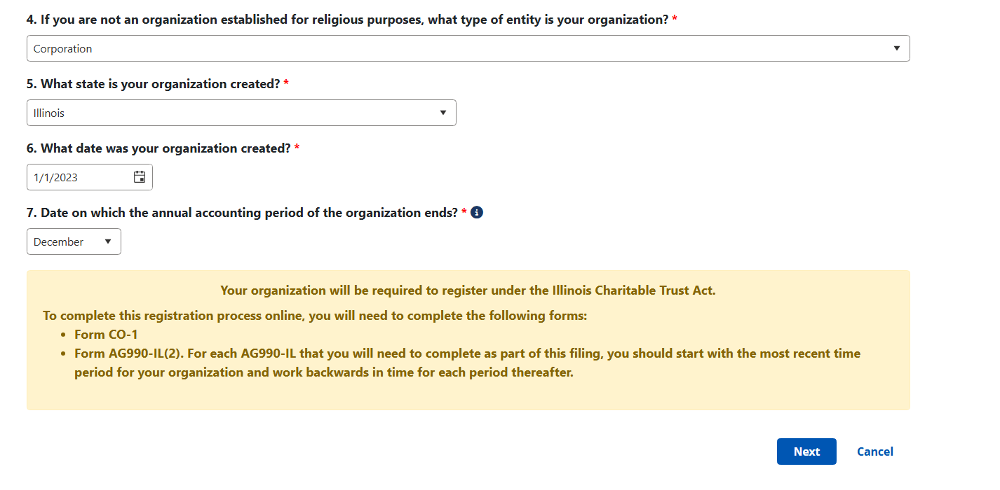 4. If you are not an organization established for religious purposes, what type of entity is your organization? *
Corporation
5. What state is your organization created? *
Illinois
6. What date was your organization created? *
1/1/2023
7. Date on which the annual accounting period of the organization ends? *
December
Your organization will be required to register under the Illinois Charitable Trust Act.
To complete this registration process online, you will need to complete the following forms:
• Form CO-1
• Form AG990-IL(2). For each AG990-IL that you will need to complete as part of this filing, you should start with the most recent time
period for your organization and work backwards in time for each period thereafter.
Next Cancel